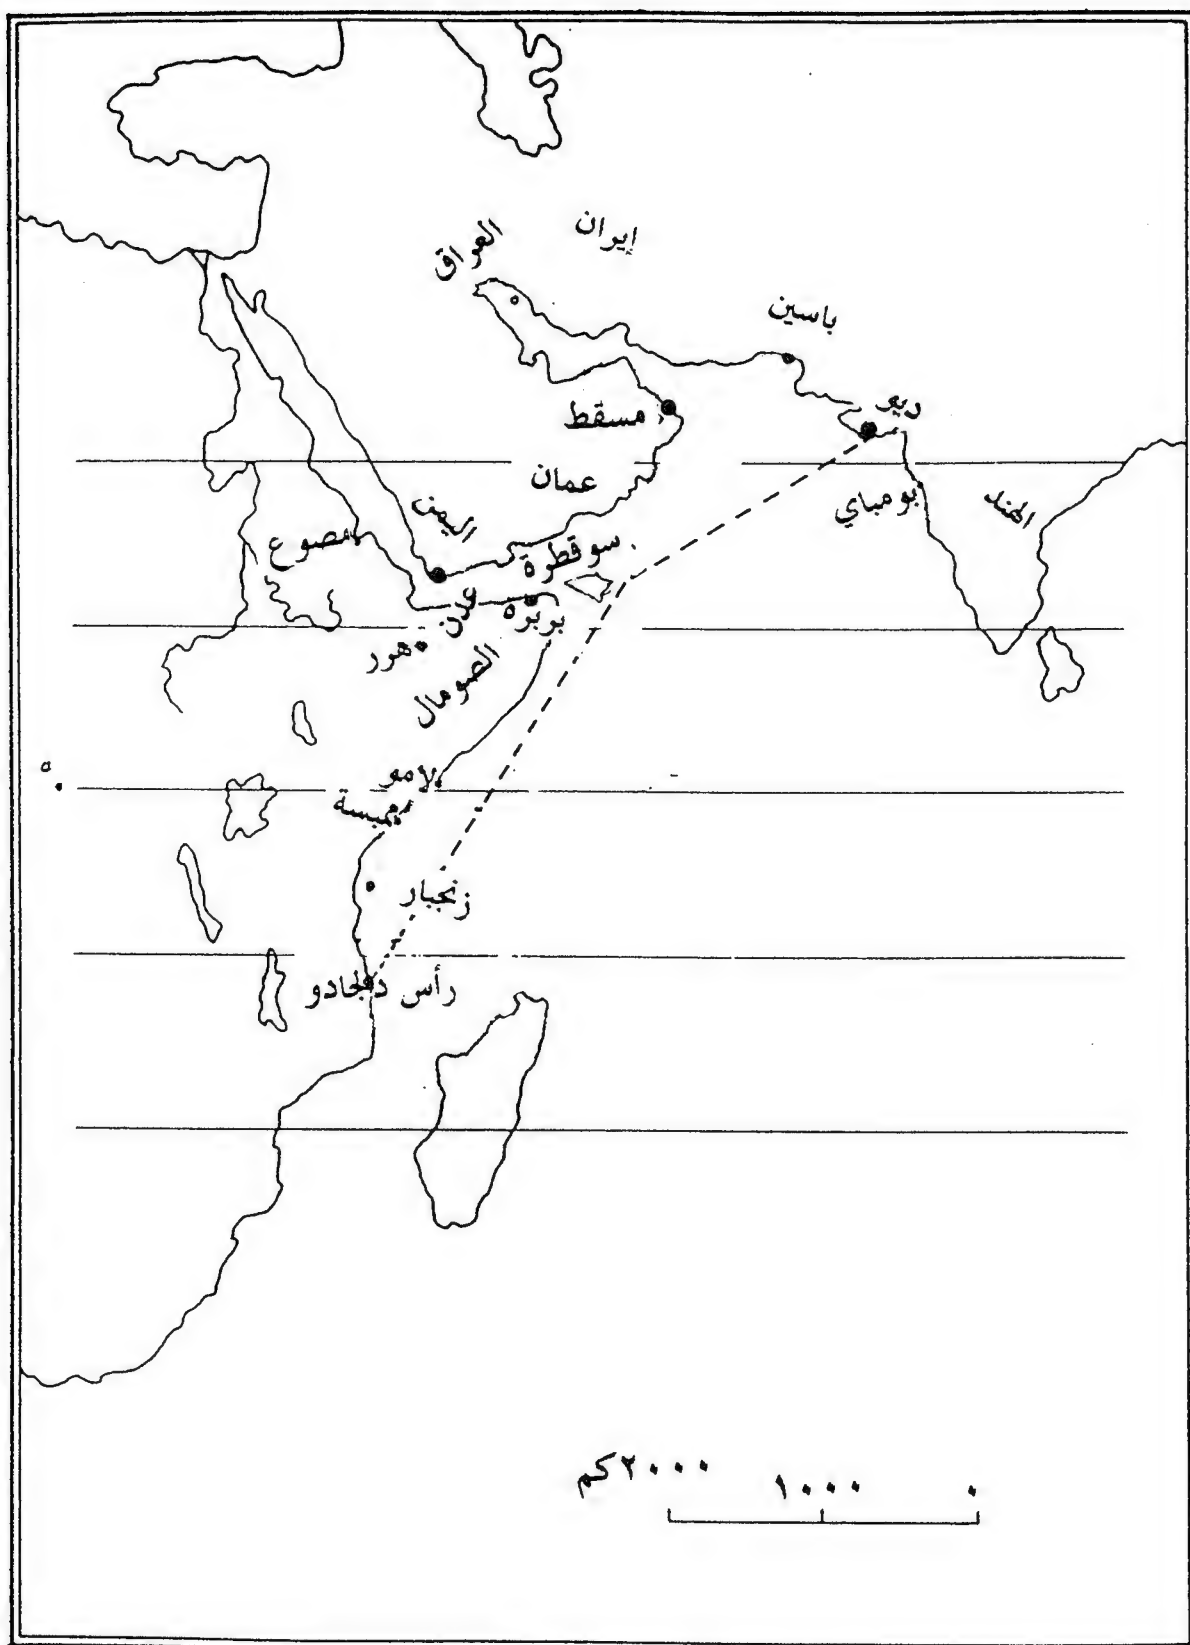 إيران
العراق
باسين
ديو
مسقط
عمان
بومباي
الهند
اليمن
مصوع
سوقطرة
عدن
بربره
هرر
الصومال
لامو
ممبسة
زنجبار
رأس دلجادو
٢٠٠٠كم ١٠٠٠ ٠